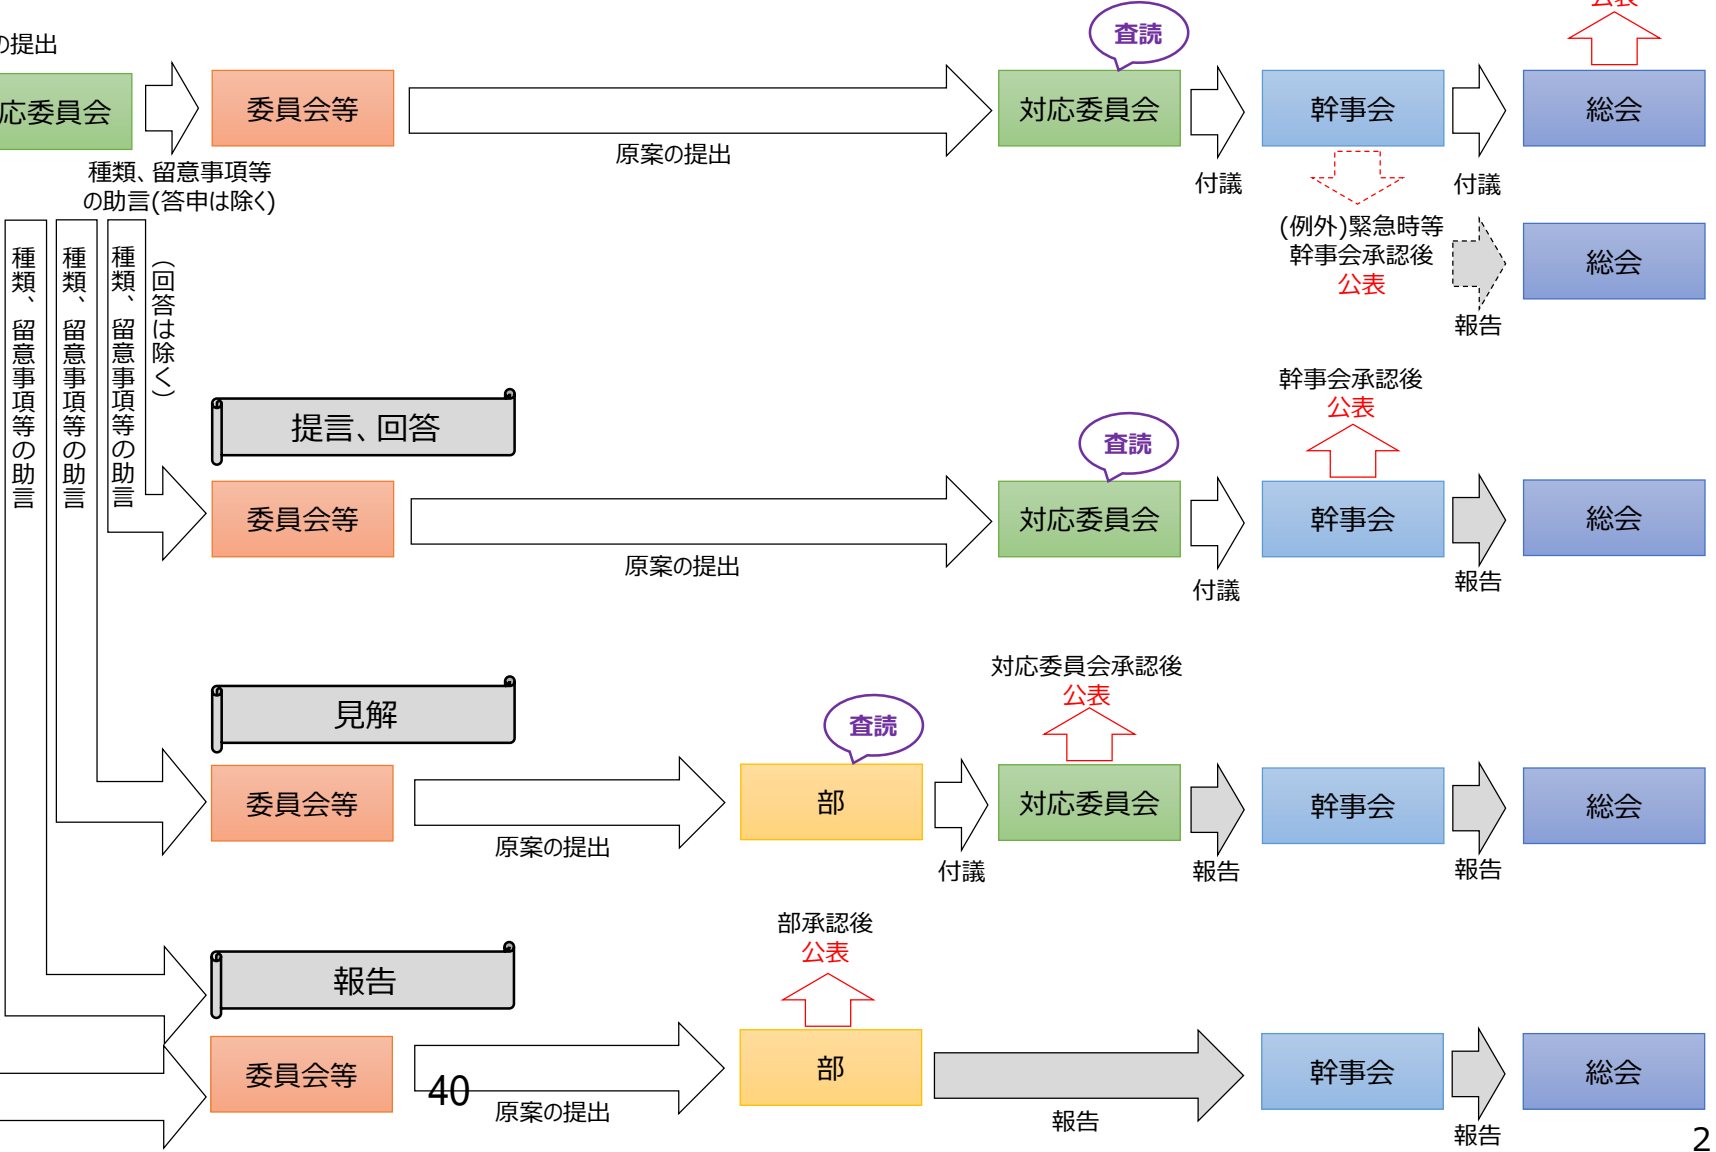 公表
の提出
査読
応委員会
委員会等
対応委員会
幹事会
総会
原案の提出
種類、留意事項等
の助言(答申は除く)
付議
付議
(例外)緊急時等
幹事会承認後
公表
総会
報告
種類、留意事項等の助言
種類、留意事項等の助言
種類、留意事項等の助言
(回答は除く)
幹事会承認後
公表
提言、回答
査読
委員会等
対応委員会
幹事会
総会
原案の提出
付議
報告
対応委員会承認後
公表
見解
査読
委員会等
部
対応委員会
幹事会
総会
原案の提出
付議
報告
報告
部承認後
公表
報告
委員会等
部
幹事会
総会
40
原案の提出
報告
報告
2